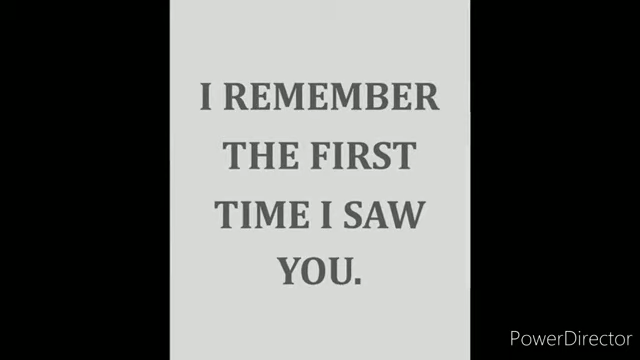 I REMEMBER
THE FIRST
TIME I SAW
YOU.
PowerDirector